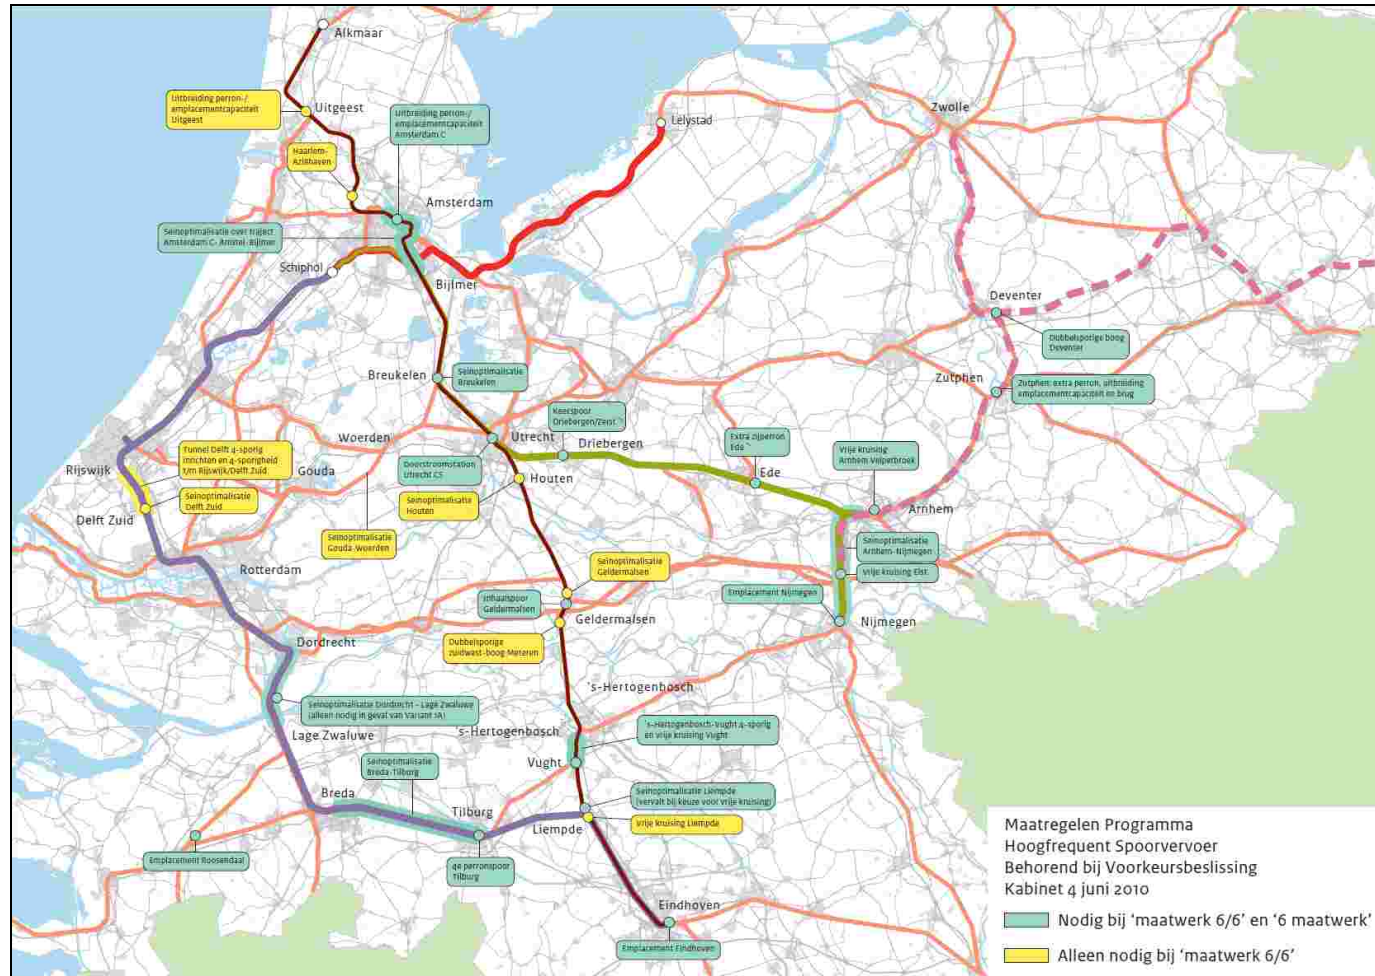 Alkmaar
Uitbreiding perron-/
emplacementcapaciteit
Uitgeest
Uitgeest
Uitbreiding perron-/
emplacementcapaciteit
Amsterdam C
Lelystad
Zwolle
Haarlem-
Amsterdam
Seinoptimalisatie over traject
Amsterdam C- Amstel-Bijlmer
Schiphol
Bijlmer
Deventer
Dubbelsporige boog
Deventer
Breukelen
Seinoptimalisatie
Breukelen
Zutphen
Zutphen: extra perron, uitbreiding
emplacementcapaciteit en brug
Keerspoor
Driebergen/Zeist
Woerden
Utrecht
Driebergen
Extra zijperron
Ede
Ede
Vrije kruising
Arnhem Velperbroek
Rijswijk
Tunnel Delft 4-sporig
inrichten en 4-sporigheid
t/m Rijswijk/Delft Zuid
Gouda
Doorstroomstation
Utrecht CS
Houten
Seinoptimalisatie
Delft Zuid
Seinoptimalisatie
Houten
Delft Zuid
Arnhem
Seinoptimalisatie
Gouda-Woerden
Seinoptimalisatie
Arnhem-Nijmegen
Rotterdam
Seinoptimalisatie
Geldermalsen
Vrije kruising Elst.
Inhaalspoor
Geldermalsen
Emplacement Nijmegen
Geldermalsen
Nijmegen
Dordrecht
Dubbelsporige
zuidwest-boog Meteren
's-Hertogenbosch
Seinoptimalisatie Dordrecht - Lage Zwaluwe
(alleen nodig in geval van Variant 1A)
Lage Zwaluwe
's-Hertogenbosch
's-Hertogenbosch-Vught 4-sporig
en vrije kruising Vught
Vught
Seinoptimalisatie
Breda-Tilburg
Breda
Tilburg
Seinoptimalisatie Liempde
(vervalt bij keuze voor vrije kruising)
Liempde
Vrije kruising Liempde
Emplacement Roosendaal
4e perronspoor
Tilburg
Eindhoven
Emplacement Eindhoven
Maatregelen Programma
Hoogfrequent Spoorvervoer
Behorend bij Voorkeursbeslissing
Kabinet 4 juni 2010
Nodig bij ‘maatwerk 6/6’ en ‘6 maatwerk’
Alleen nodig bij ‘maatwerk 6/6’